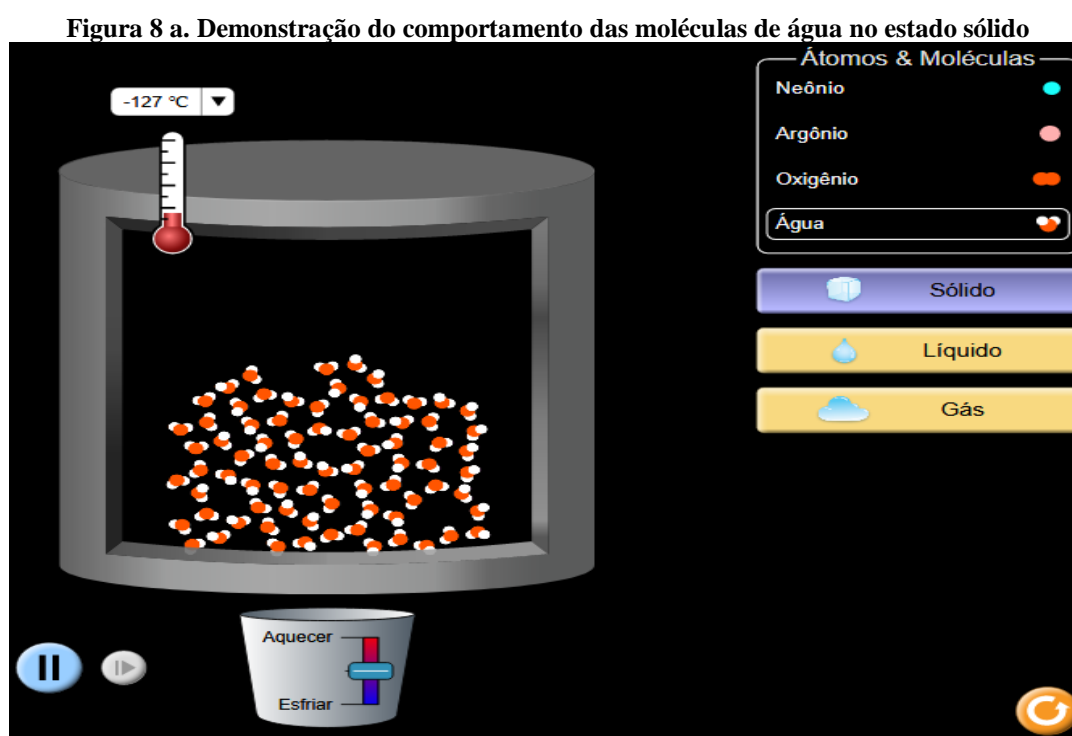 Figura 8 a. Demonstração do comportamento das moléculas de água no estado sólido
Átomos & Moléculas
-127 °C
Neônio
Argônio
Oxigênio
Água
Sólido
Líquido
Gás
Aquecer
Esfriar